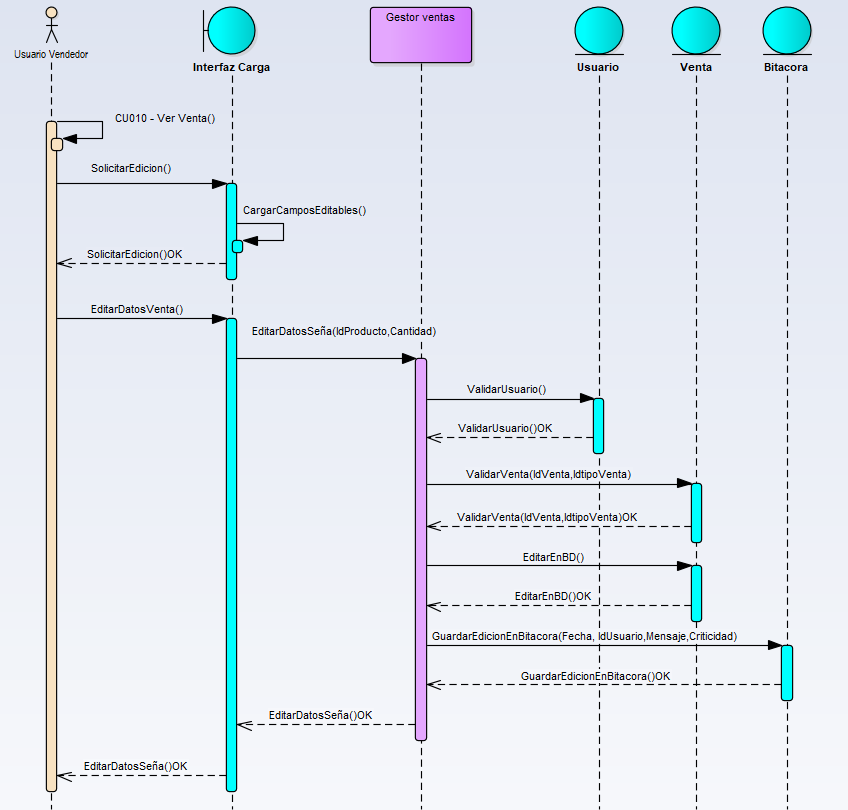 Gestor ventas
Usuario Vendedor
Interfaz Carga
Usuario
Venta
Bitacora
CU010 - Ver Venta()
SolicitarEdicion()
CargarCamposEditables()
SolicitarEdicion()OK
EditarDatosVenta()
EditarDatosSeña(IdProducto,Cantidad)
ValidarUsuario()
ValidarUsuario()OK
ValidarVenta(IdVenta,IdtipoVenta)
ValidarVenta(IdVenta,IdtipoVenta)OK
EditarEnBD()
EditarEnBD()OK
GuardarEdicionEnBitacora(Fecha, IdUsuario,Mensaje,Criticidad)
GuardarEdicionEnBitacora()OK
EditarDatosSeña()OK
EditarDatosSeña()OK